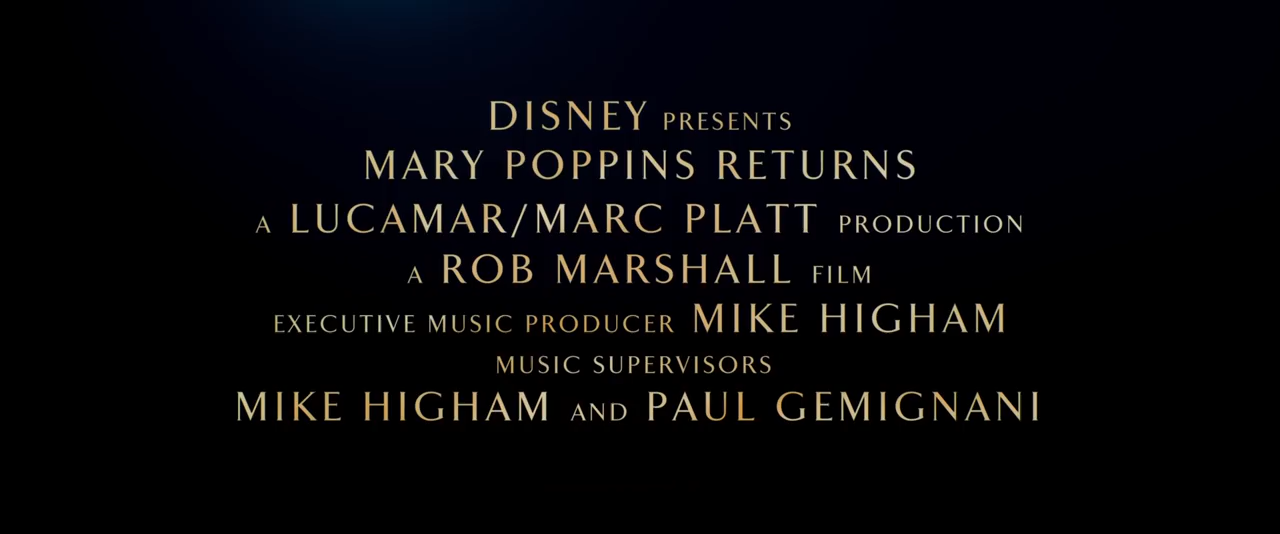 DISNEY PRESENTS
MARY POPPINS RETURNS
A LUCAMAR/MARC PLATT PRODUCTION
A ROB MARSHALL FILM
EXECUTIVE MUSIC PRODUCER MIKE HIGHAM
MUSIC SUPERVISORS
MIKE HIGHAM AND PAUL GEMIGNANI